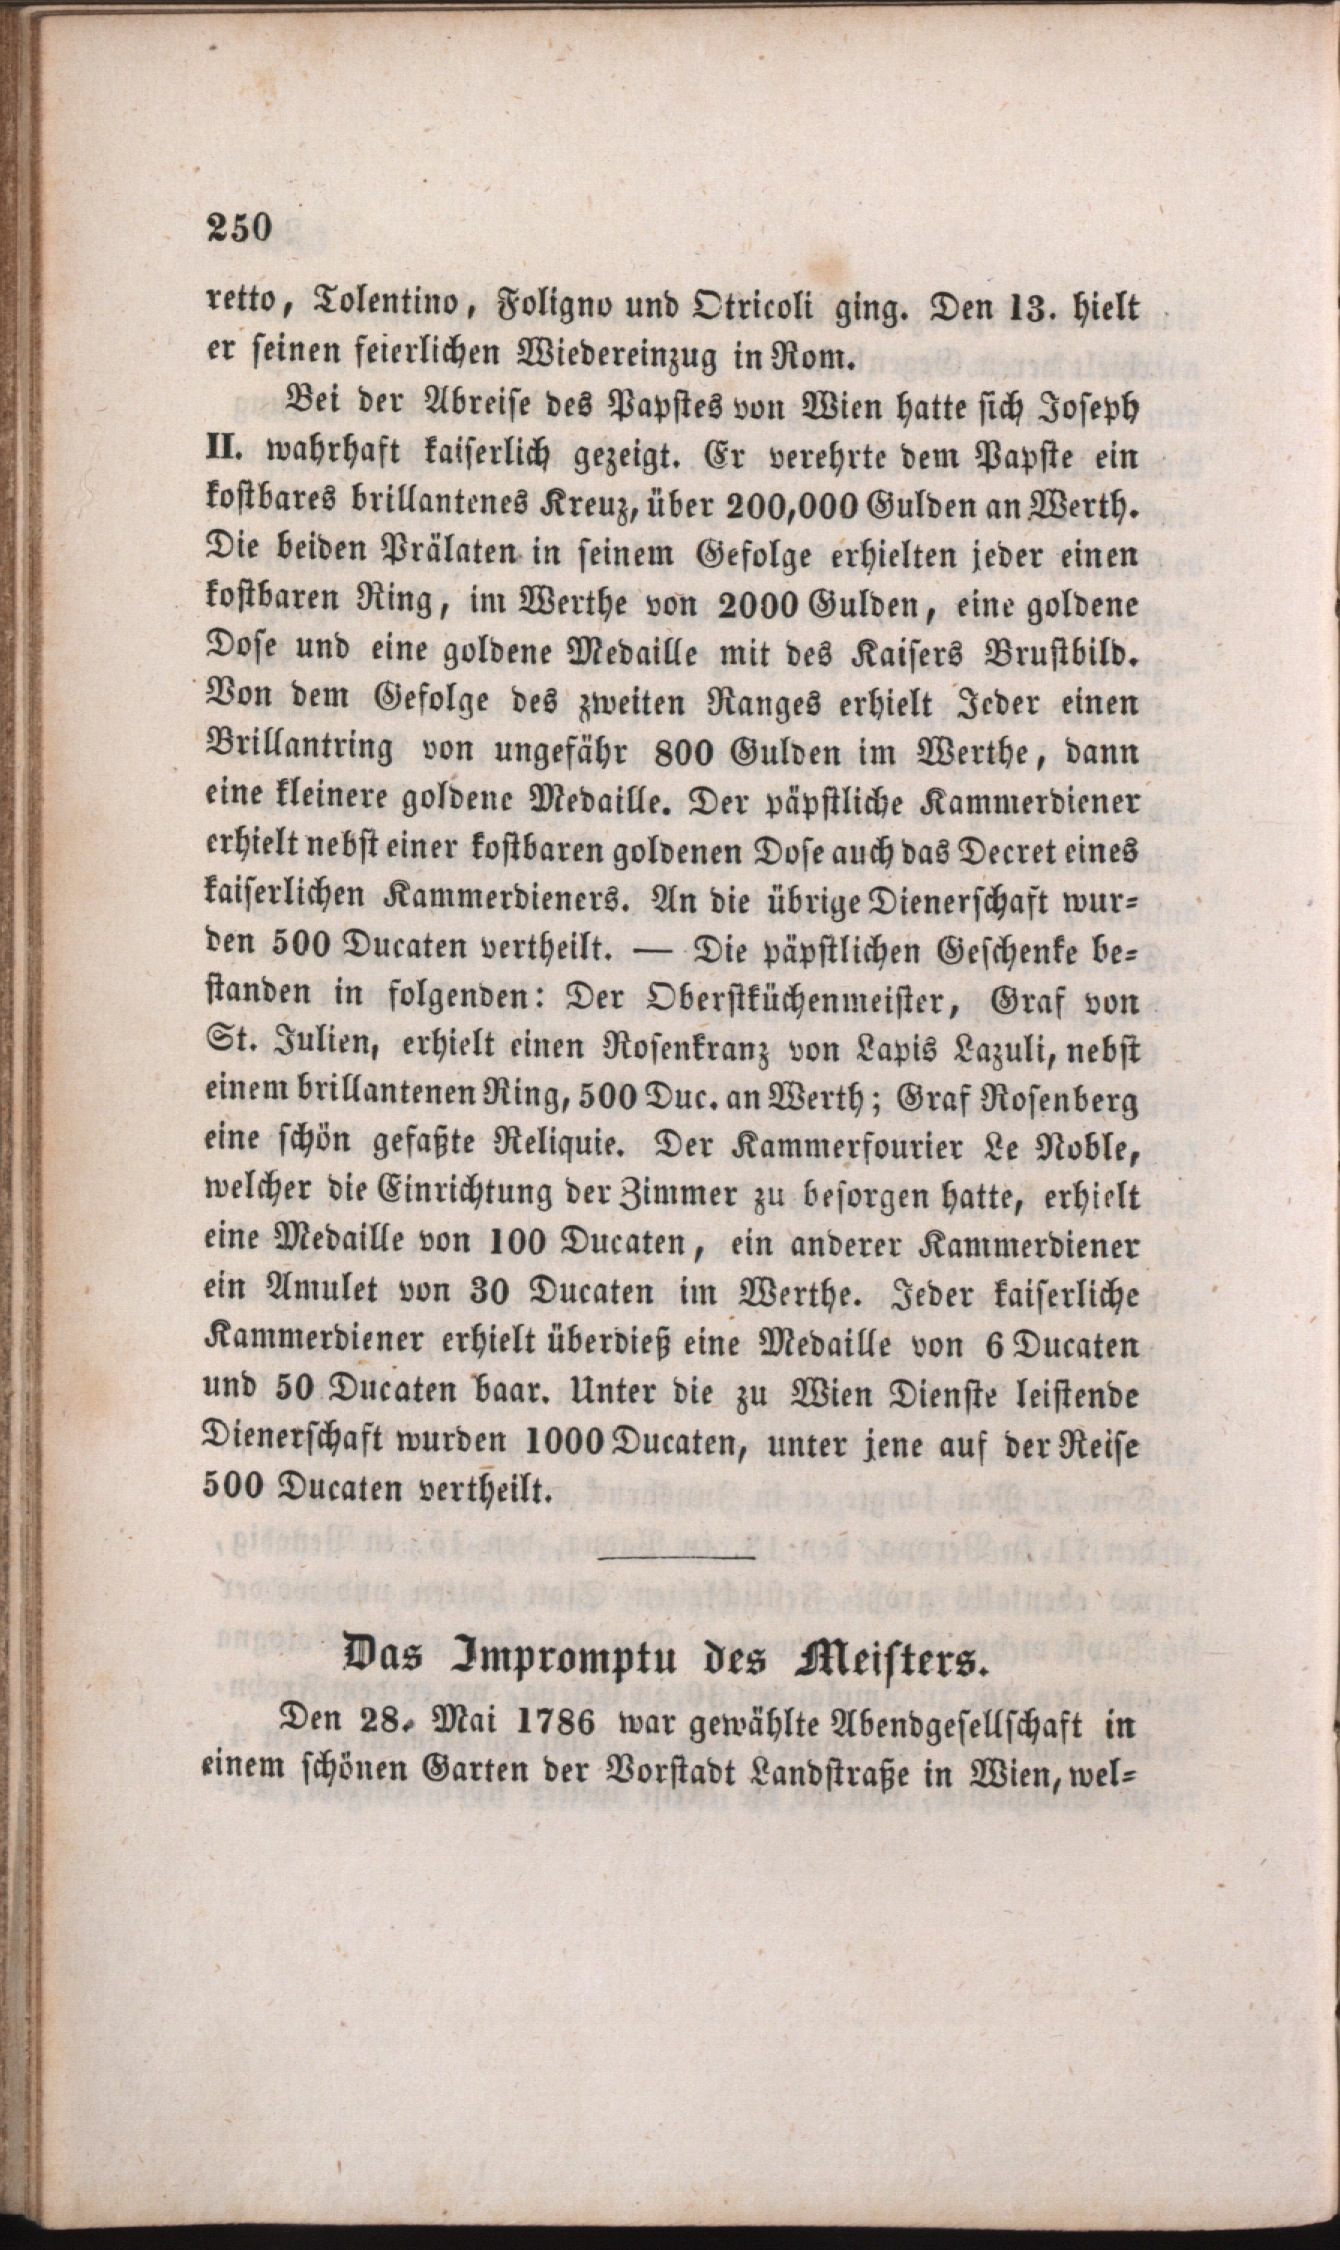 250
retto, Tolentino, Foligno und Otricoli ging. Den 13. hielt
er seinen feierlichen Wiedereinzug in Rom.
Bei der Abreise des Papstes von Wien hatte sich Joseph
II. wahrhaft kaiserlich gezeigt. Er verehrte dem Papste ein
kostbares brillantenes Kreuz, über 200,000 Gulden an Werth.
Die beiden Prälaten in seinem Gefolge erhielten jeder einen
kostbaren Ring, im Werthe von 2000 Gulden, eine goldene
Dose und eine goldene Medaille mit des Kaisers Brustbild.
Von dem Gefolge des zweiten Ranges erhielt Jeder einen
Brillantring von ungefähr 800 Gulden im Werthe, dann
eine kleinere goldene Medaille. Der päpstliche Kammerdiener
erhielt nebst einer kostbaren goldenen Dose auch das Decret eines
kaiserlichen Kammerdieners. An die übrige Dienerschaft wur-
den 500 Ducaten vertheilt. — Die päpstlichen Geschenke be-
standen in folgenden: Der Oberstküchenmeister, Graf von
St. Julien, erhielt einen Rosenkranz von Lapis Lazuli, nebst
einem brillantenen Ring, 500 Duc. an Werth; Graf Rosenberg
eine schön gefaßte Reliquie. Der Kammerfourier Le Noble,
welcher die Einrichtung der Zimmer zu besorgen hatte, erhielt
eine Medaille von 100 Ducaten, ein anderer Kammerdiener
ein Amulet von 30 Ducaten im Werthe. Jeder kaiserliche
Kammerdiener erhielt überdieß eine Medaille von 6 Ducaten
und 50 Ducaten baar. Unter die zu Wien Dienste leistende
Dienerschaft wurden 1000 Ducaten, unter jene auf der Reise
500 Ducaten vertheilt.
Das Impromptu des Meisters.
Den 28. Mai 1786 war gewählte Abendgesellschaft in
einem schönen Garten der Vorstadt Landstraße in Wien, wel-